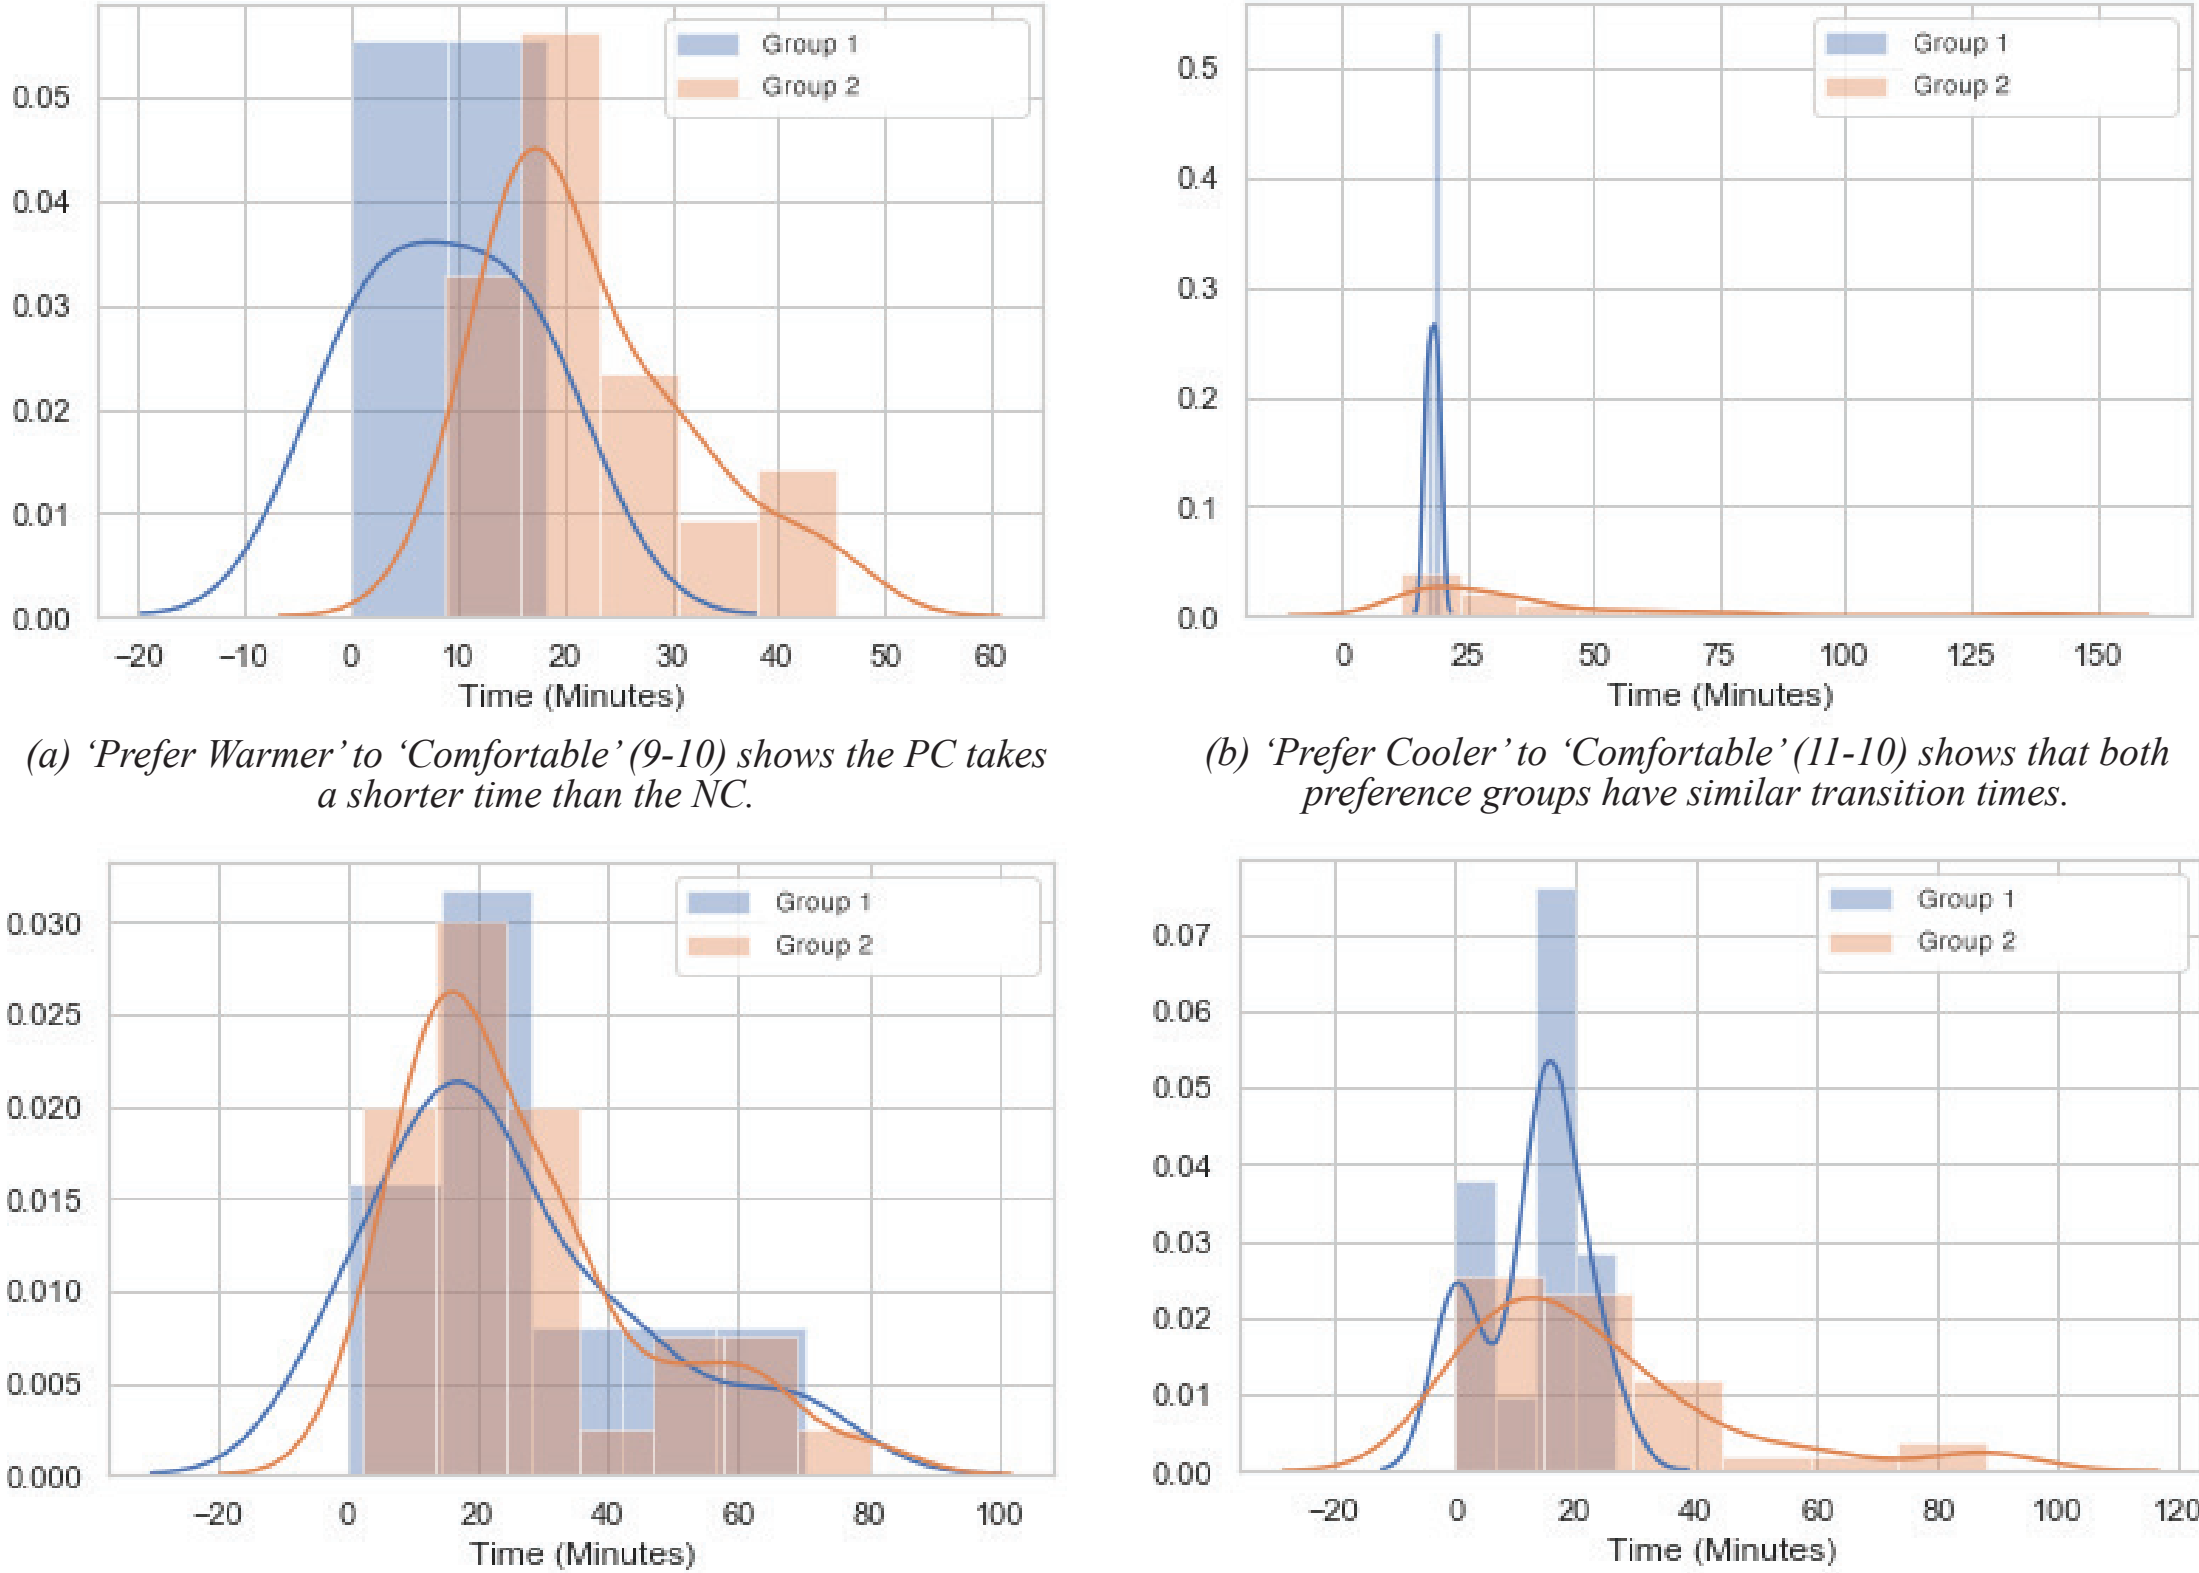 Group 1
Group 2
0.05
0.04
0.03
0.02
0.01
0.00
−20 −10 0 10 20 30 40 50 60
Time (Minutes)
(a) ‘Prefer Warmer’ to ‘Comfortable’ (9-10) shows the PC takes
a shorter time than the NC.
Group 1
Group 2
0.5
0.4
0.3
0.2
0.1
0.0
0 25 50 75 100 125 150
Time (Minutes)
(b) ‘Prefer Cooler’ to ‘Comfortable’ (11-10) shows that both
preference groups have similar transition times.
Group 1
Group 2
0.030
0.025
0.020
0.015
0.010
0.005
0.000
−20 0 20 40 60 80 100
Time (Minutes)
Group 1
Group 2
0.07
0.06
0.05
0.04
0.03
0.02
0.01
0.00
−20 0 20 40 60 80 100 120
Time (Minutes)